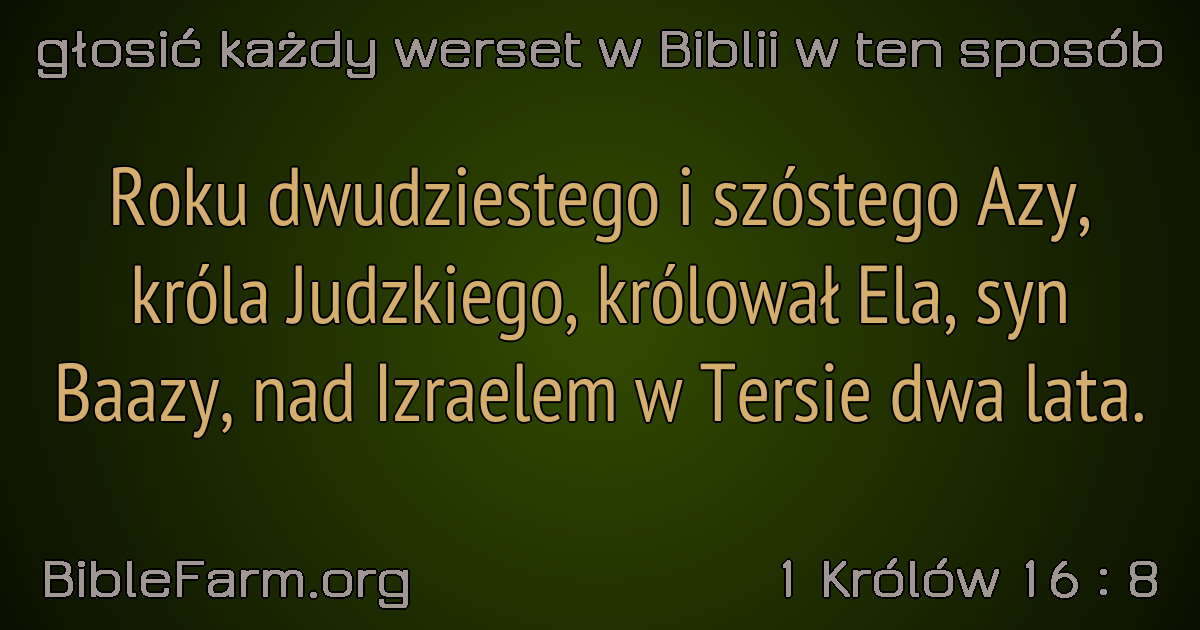 głosić każdy werset w Biblii w ten sposób
Roku dwudziestego i szóstego Azy,
króla Judzkiego, królował Ela, syn
Baazy, nad Izraelem w Tersie dwa lata.
BibleFarm.org
1 Królów 16 : 8